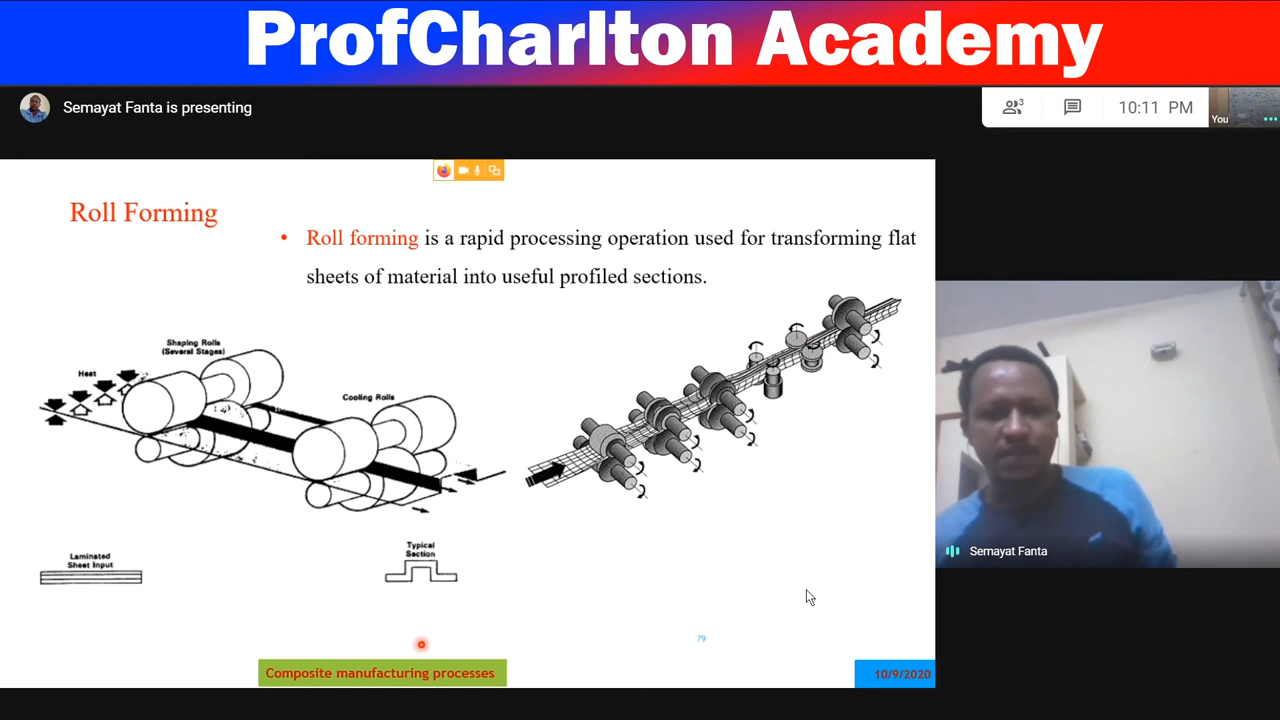 ProfCharlton Academy
Semayat Fanta is presenting
3
10:11 PM
You
Roll Forming
• Roll forming is a rapid processing operation used for transforming flat
sheets of material into useful profiled sections.
Shaping Rolls
(Several Stages)
Heat
Cooling Rolls
Laminated
Sheet Input
Typical
Section
Semayat Fanta
79
Composite manufacturing processes
10/9/2020